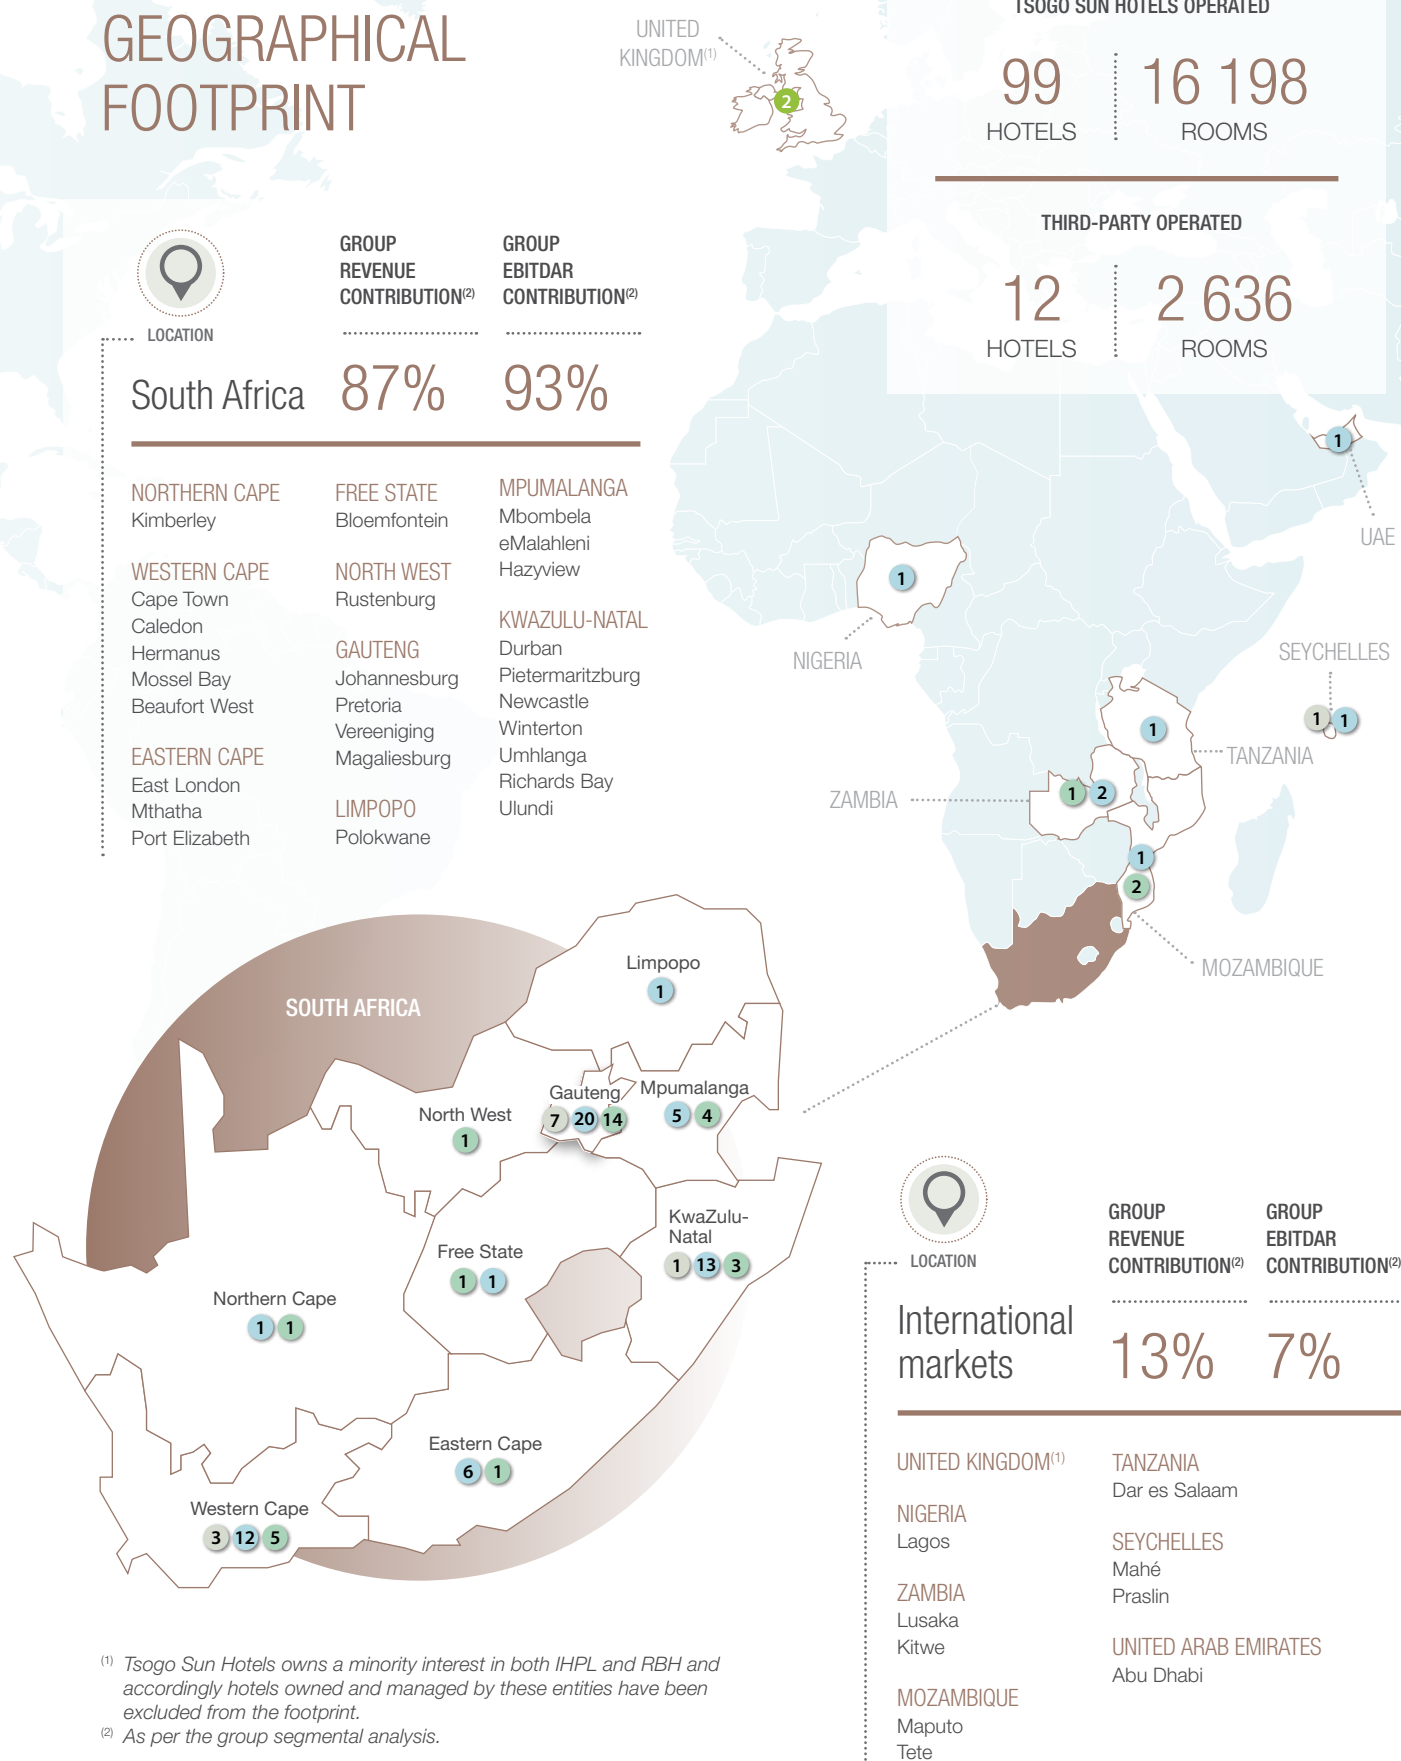 GEOGRAPHICAL
FOOTPRINT
UNITED
KINGDOM(1)
2
TSOGO SUN HOTELS OPERATED
99
HOTELS
16 198
ROOMS
THIRD-PARTY OPERATED
12
HOTELS
2 636
ROOMS
LOCATION
GROUP
REVENUE
CONTRIBUTION(2)
GROUP
EBITDAR
CONTRIBUTION(2)
South Africa
87%
93%
NORTHERN CAPE
Kimberley
WESTERN CAPE
Cape Town
Caledon
Hermanus
Mossel Bay
Beaufort West
EASTERN CAPE
East London
Mthatha
Port Elizabeth
FREE STATE
Bloemfontein
NORTH WEST
Rustenburg
GAUTENG
Johannesburg
Pretoria
Vereeniging
Magaliesburg
LIMPOPO
Polokwane
MPUMALANGA
Mbombela
eMalahleni
Hazyview
KWAZULU-NATAL
Durban
Pietermaritzburg
Newcastle
Winterton
Umhlanga
Richards Bay
Ulundi
1
UAE
1
NIGERIA
SEYCHELLES
1 1
1
TANZANIA
ZAMBIA
1 2
1
2
MOZAMBIQUE
SOUTH AFRICA
Limpopo
1
North West
1
Gauteng
7 20 14
Mpumalanga
5 4
KwaZulu-
Natal
1 13 3
Free State
1 1
Northern Cape
1 1
Eastern Cape
6 1
Western Cape
3 12 5
LOCATION
GROUP
REVENUE
CONTRIBUTION(2)
GROUP
EBITDAR
CONTRIBUTION(2)
International
markets
13%
7%
UNITED KINGDOM(1)
NIGERIA
Lagos
ZAMBIA
Lusaka
Kitwe
MOZAMBIQUE
Maputo
Tete
TANZANIA
Dar es Salaam
SEYCHELLES
Mahé
Praslin
UNITED ARAB EMIRATES
Abu Dhabi
(1) Tsogo Sun Hotels owns a minority interest in both IHPL and RBH and
accordingly hotels owned and managed by these entities have been
excluded from the footprint.
(2) As per the group segmental analysis.